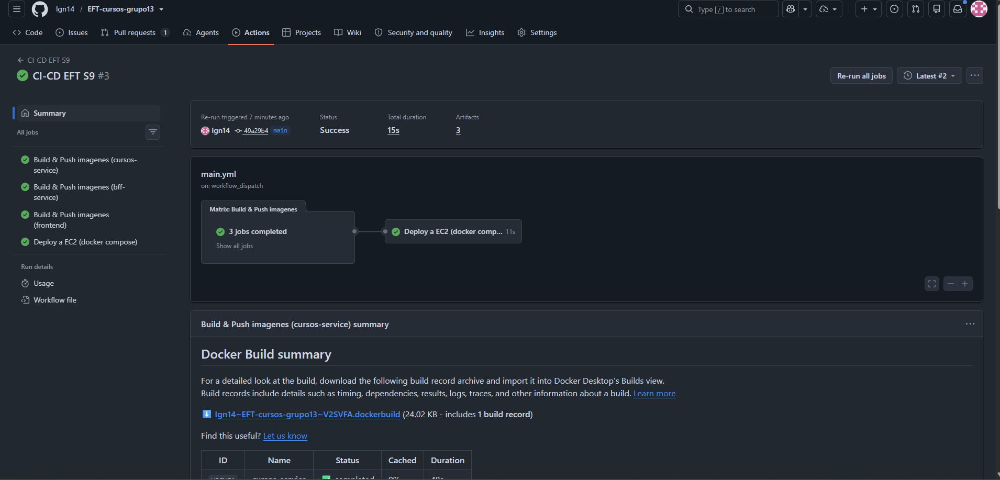 Ign14 / EFT-cursos-grupo13
Type / to search
Code
Issues
Pull requests 1
Agents
Actions
Projects
Wiki
Security and quality
Insights
Settings
CI-CD EFT S9
CI-CD EFT S9 #3
Re-run all jobs
Latest #2
Summary
All jobs
Build & Push imagenes (cursos-
service)
Build & Push imagenes (bff-
service)
Build & Push imagenes
(frontend)
Deploy a EC2 (docker compose)
Run details
Usage
Workflow file
Re-run triggered 7 minutes ago
Ign14 49a29b4 main
Status
Success
Total duration
15s
Artifacts
3
main.yml
on: workflow_dispatch
Matrix: Build & Push imagenes
3 jobs completed
Show all jobs
Deploy a EC2 (docker comp... 11s
Build & Push imagenes (cursos-service) summary
Docker Build summary
For a detailed look at the build, download the following build record archive and import it into Docker Desktop's Builds view.
Build records include details such as timing, dependencies, results, logs, traces, and other information about a build. Learn more
Ign14~EFT-cursos-grupo13~V2SVFA.dockerbuild (24.02 KB - includes 1 build record)
Find this useful? Let us know
ID Name Status Cached Duration
cursos-service completed 0%